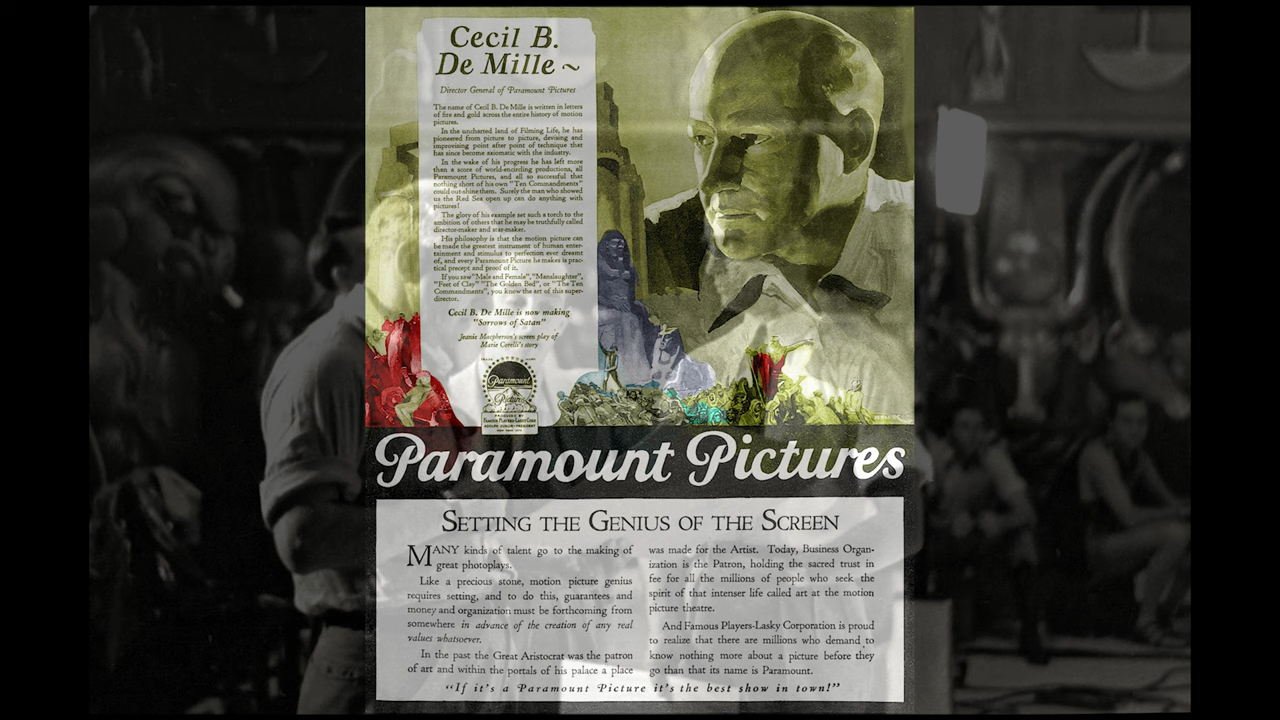 Cecil B.
De Mille ~
Director General of Paramount Pictures
The name of Cecil B. De Mille is written in letters
of fire and gold across the entire history of motion
pictures.
In the uncharted land of Filming Life, he has
pioneered from picture to picture, devising and
improvising point after point of technique that
has since become axiomatic with the industry.
In the wake of his progress he has left more
than a score of world-encircling productions, all
Paramount Pictures, and all so successful that
nothing short of his own "Ten Commandments"
could out-shine them. Surely the man who showed
us the Red Sea open up can do anything with
pictures!
The glory of his example set such a torch to the
ambition of others that he may be truthfully called
director-maker and star-maker.
His philosophy is that the motion picture can
be made the greatest instrument of human enter-
tainment and stimulus to perfection ever dreamt
of, and every Paramount Picture he makes is prac-
tical precept and proof of it.
If you saw "Male and Female", "Manslaughter",
"Feet of Clay" "The Golden Bed", or "The Ten
Commandments", you know the art of this super-
director.
Cecil B. De Mille is now making
"Sorrows of Satan"
Jeanie Macpherson's screen play of
Marie Corelli's story
Paramount
Pictures
PRODUCED BY
FAMOUS PLAYERS-LASKY CORP.
ADOLPH ZUKOR, PRESIDENT
NEW YORK CITY
Paramount Pictures
SETTING THE GENIUS OF THE SCREEN
MANY kinds of talent go to the making of
great photoplays.
Like a precious stone, motion picture genius
requires setting, and to do this, guarantees and
money and organization must be forthcoming from
somewhere in advance of the creation of any real
values whatsoever.
In the past the Great Aristocrat was the patron
of art and within the portals of his palace a place
was made for the Artist. Today, Business Organ-
ization is the Patron, holding the sacred trust in
fee for all the millions of people who seek the
spirit of that intenser life called art at the motion
picture theatre.
And Famous Players-Lasky Corporation is proud
to realize that there are millions who demand to
know nothing more about a picture before they
go than that its name is Paramount.
"If it's a Paramount Picture it's the best show in town!"